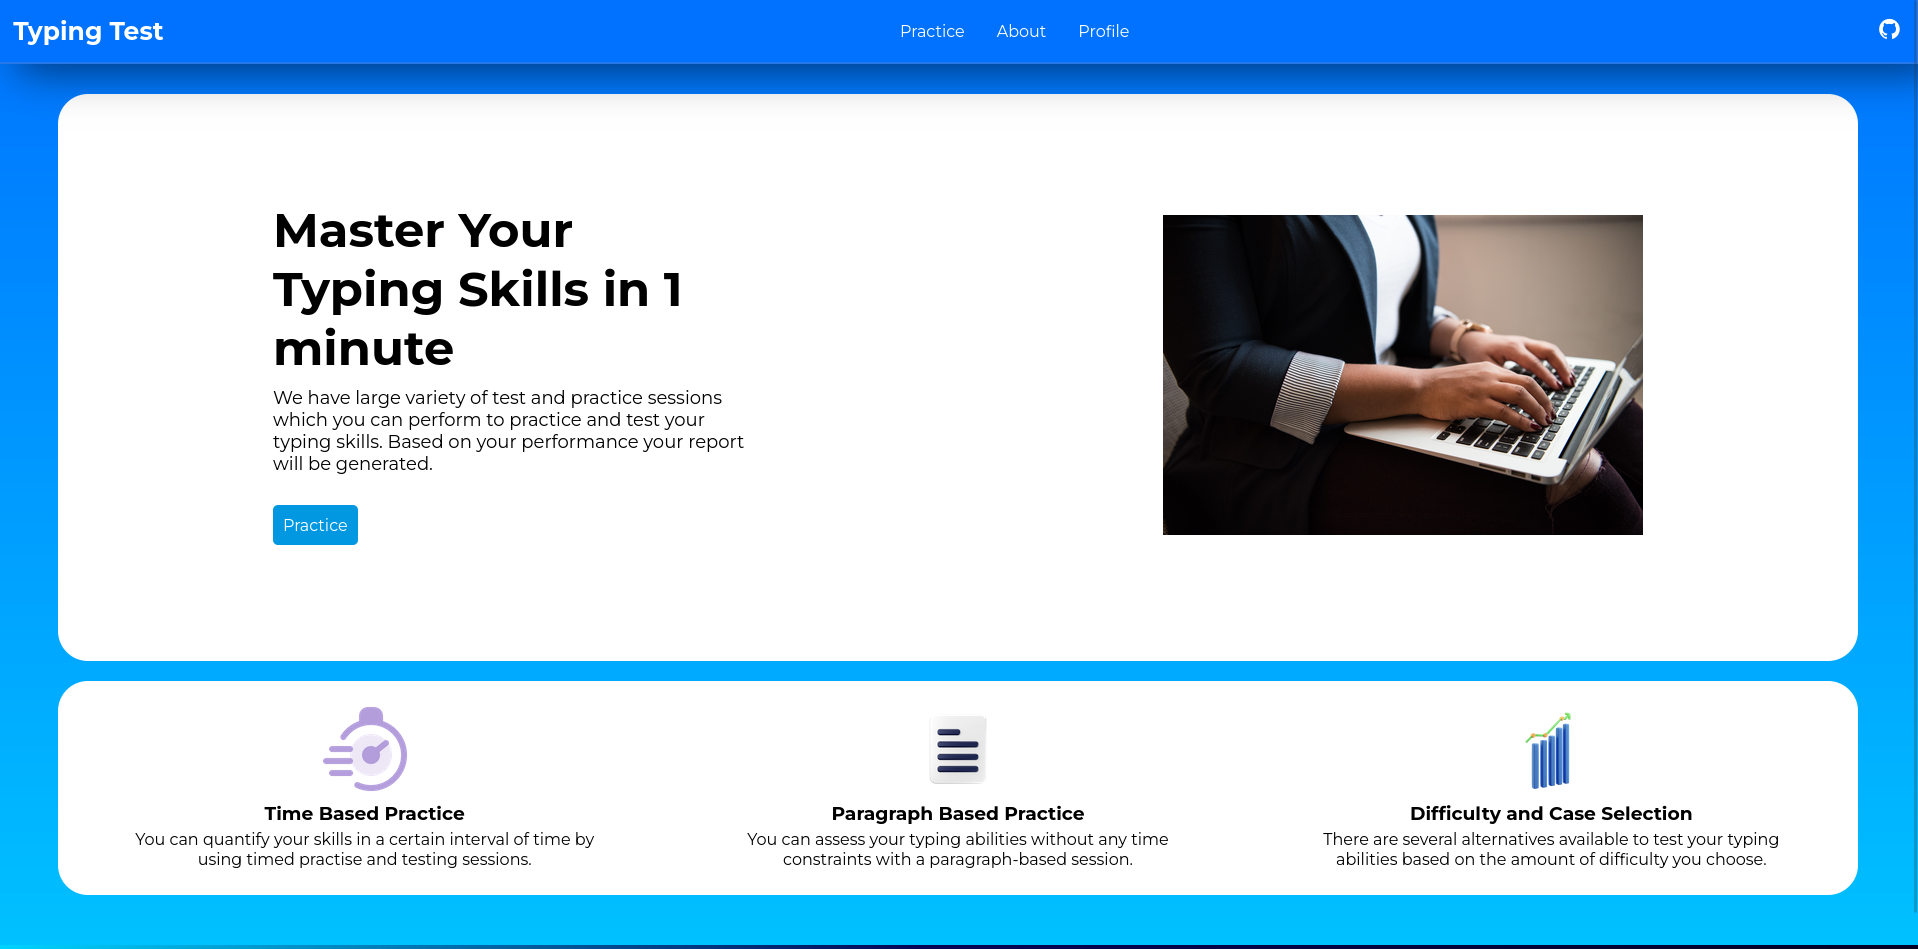 Typing Test
Practice
About
Profile
Master Your
Typing Skills in 1
minute
We have large variety of test and practice sessions
which you can perform to practice and test your
typing skills. Based on your performance your report
will be generated.
Practice
Time Based Practice
You can quantify your skills in a certain interval of time by
using timed practise and testing sessions.
Paragraph Based Practice
You can assess your typing abilities without any time
constraints with a paragraph-based session.
Difficulty and Case Selection
There are several alternatives available to test your typing
abilities based on the amount of difficulty you choose.